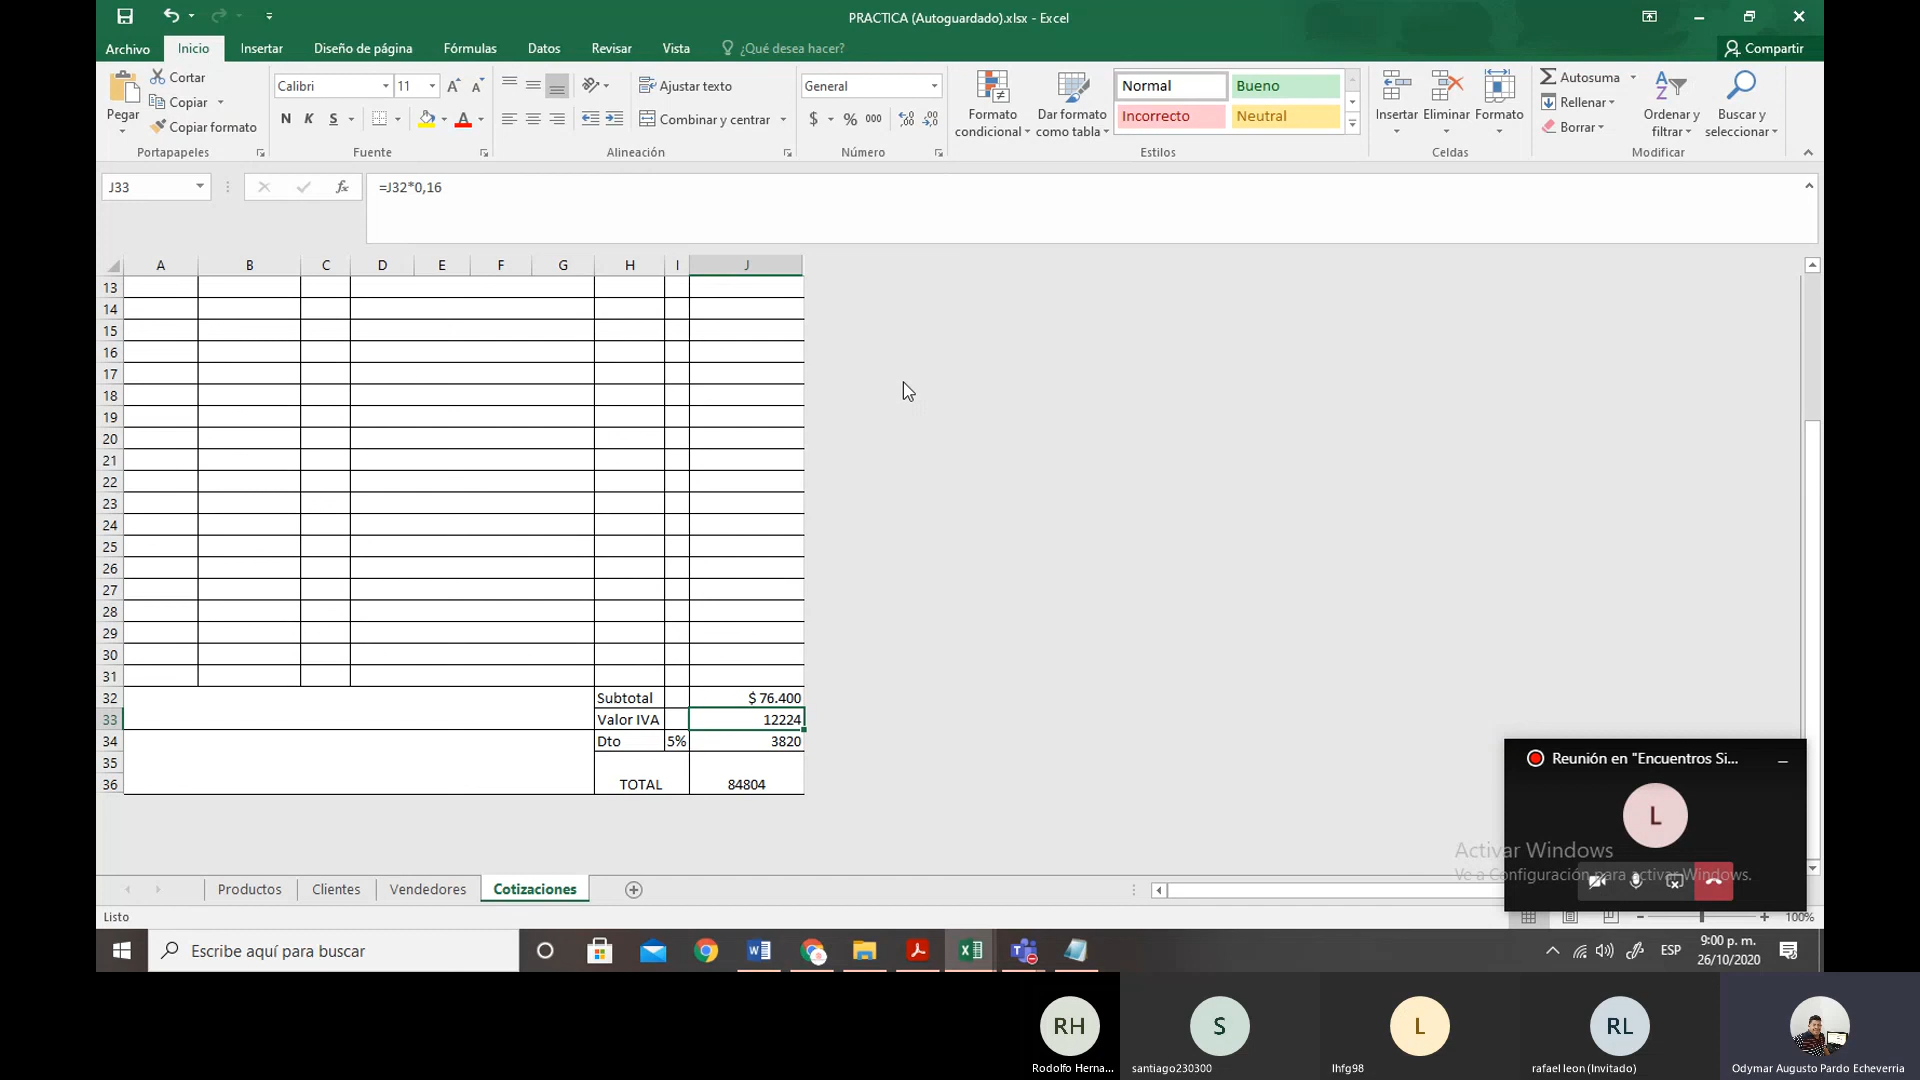 PRACTICA (Autoguardado).xlsx - Excel
Archivo Inicio Insertar Diseño de página Fórmulas Datos Revisar Vista ¿Qué desea hacer? Compartir
Pegar
Cortar
Copiar
Copiar formato
Portapapeles
Calibri 11
N K S
Fuente
Ajustar texto
Combinar y centrar
Alineación
General
$ % 000
Número
Formato condicional
Dar formato como tabla
Normal Bueno
Incorrecto Neutral
Estilos
Insertar Eliminar Formato
Celdas
Autosuma
Rellenar
Borrar
Ordenar y filtrar
Buscar y seleccionar
Modificar
J33 fx =J32*0,16
A B C D E F G H I J
13
14
15
16
17
18
19
20
21
22
23
24
25
26
27
28
29
30
31
32 Subtotal $ 76.400
33 Valor IVA 12224
34 Dto 5% 3820
35
36 TOTAL 84804
Reunión en "Encuentros Si...
L
Activar Windows
Ve a Configuración para activar Windows.
Productos Clientes Vendedores Cotizaciones
Listo
100%
Escribe aquí para buscar
ESP
9:00 p. m.
26/10/2020
RH S L RL
Rodolfo Herna... santiago230300 lhfg98 rafael leon (Invitado) Odymar Augusto Pardo Echeverria